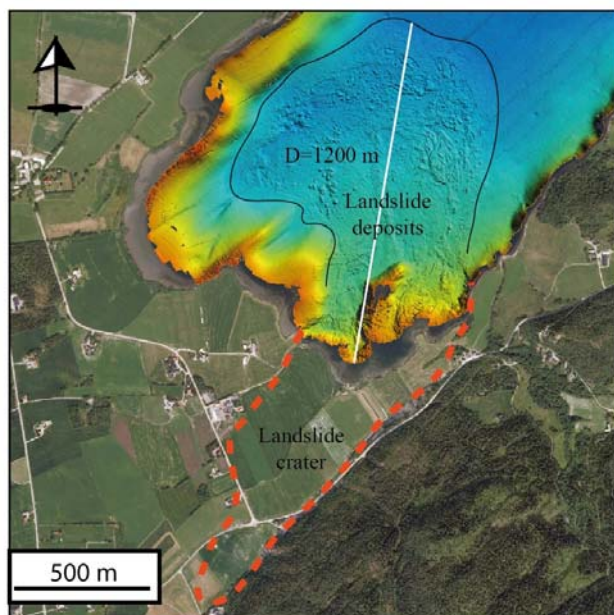 D=1200 m
Landslide
deposits
Landslide
crater
500 m